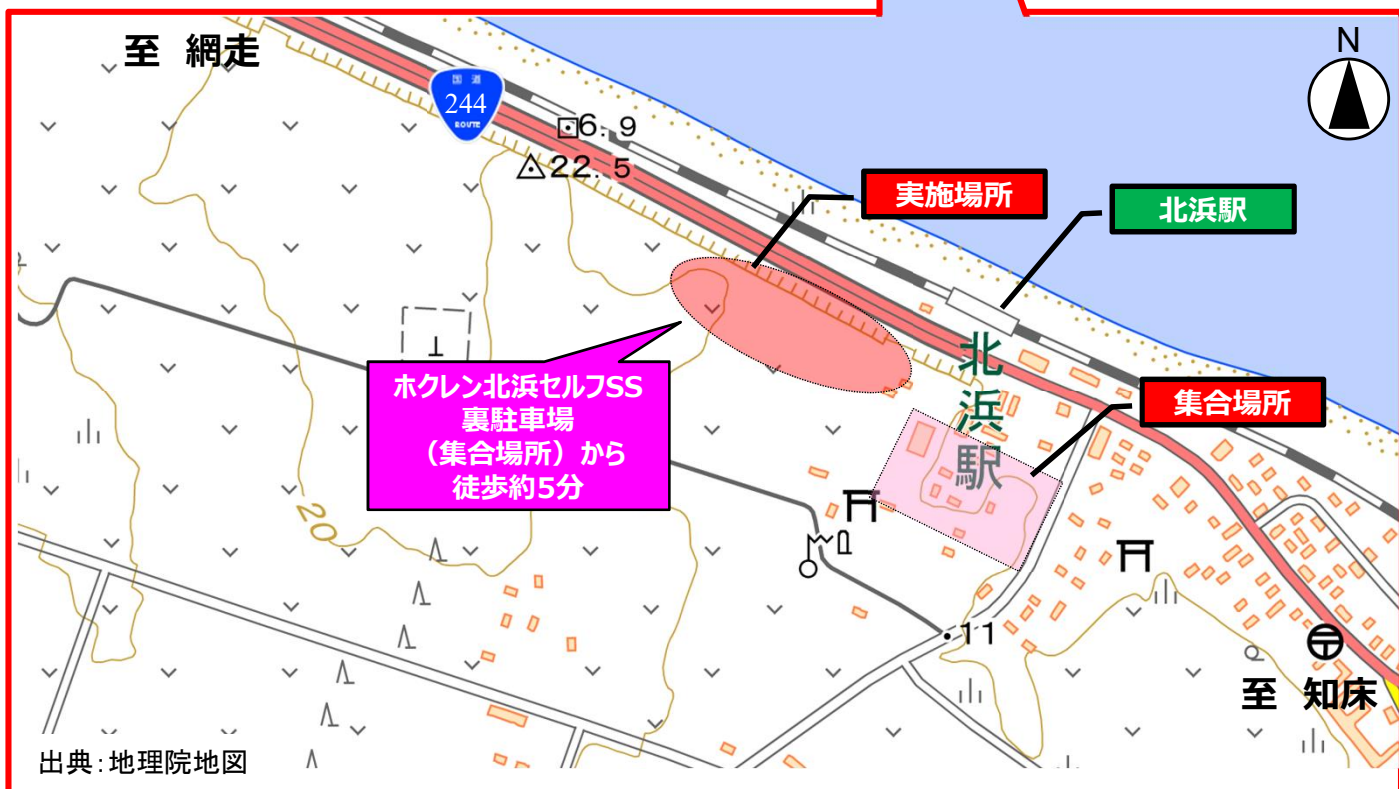 至 網走
N
国道
244
ROUTE
6.9
22.5
実施場所
北浜駅
北浜駅
集合場所
ホクレン北浜セルフSS
裏駐車場
（集合場所）から
徒歩約5分
20
11
至 知床
出典：地理院地図